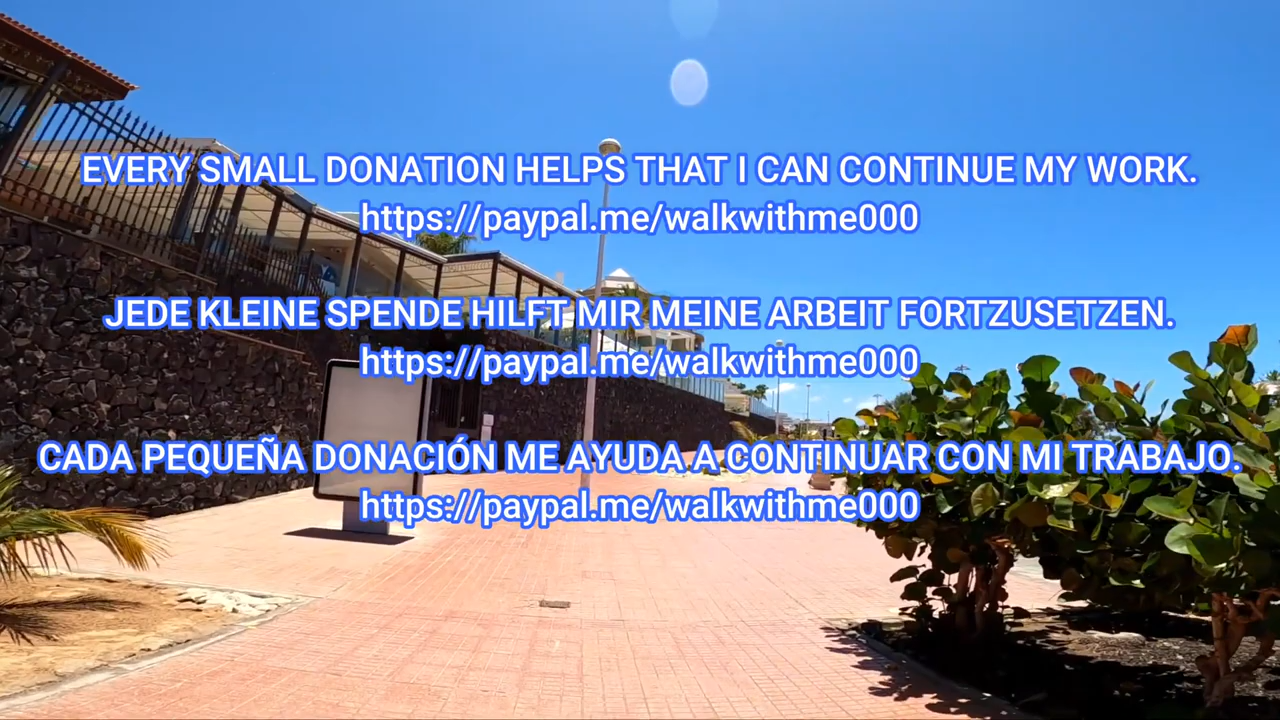 EVERY SMALL DONATION HELPS THAT I CAN CONTINUE MY WORK.
https://paypal.me/walkwithme000
JEDE KLEINE SPENDE HILFT MIR MEINE ARBEIT FORTZUSETZEN.
https://paypal.me/walkwithme000
CADA PEQUEÑA DONACIÓN ME AYUDA A CONTINUAR CON MI TRABAJO.
https://paypal.me/walkwithme000